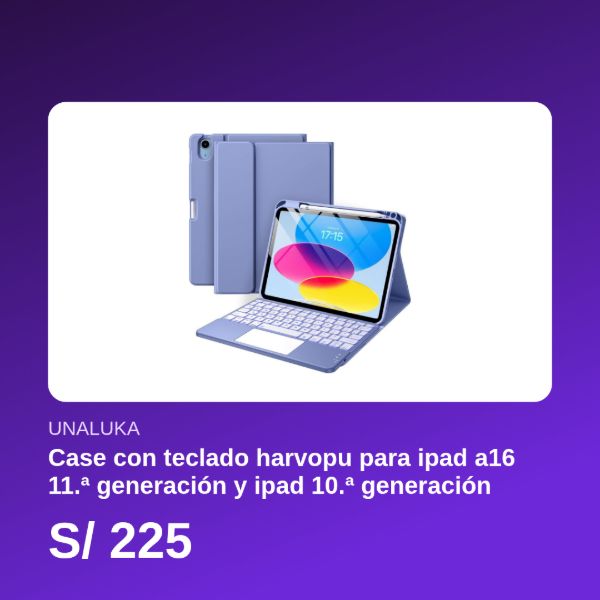 17:15
UNALUKA
Case con teclado harvopu para ipad a16
11.ª generación y ipad 10.ª generación
S/ 225